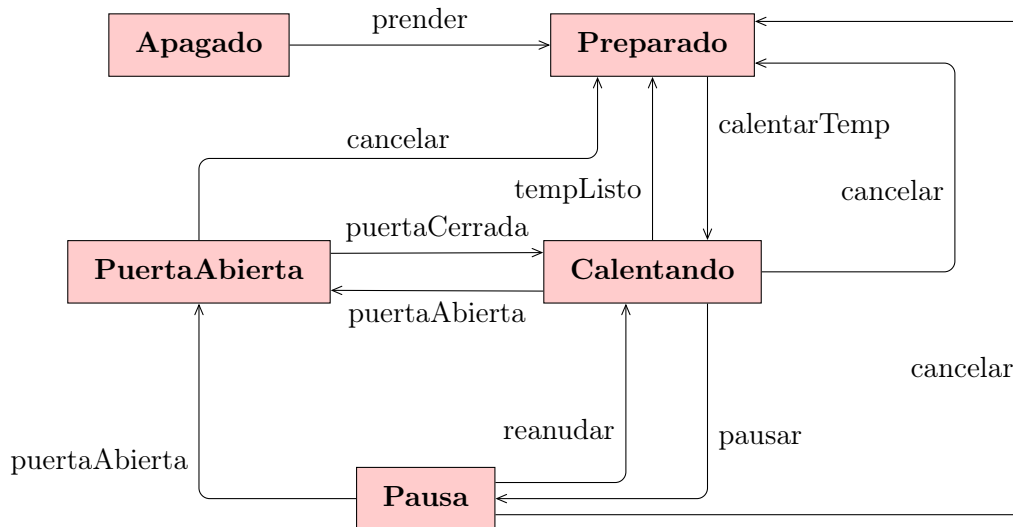 prender
Apagado
Preparado
calentarTemp
cancelar
tempListo
cancelar
puertaCerrada
PuertaAbierta
Calentando
puertaAbierta
cancelar
reanudar
pausar
puertaAbierta
Pausa